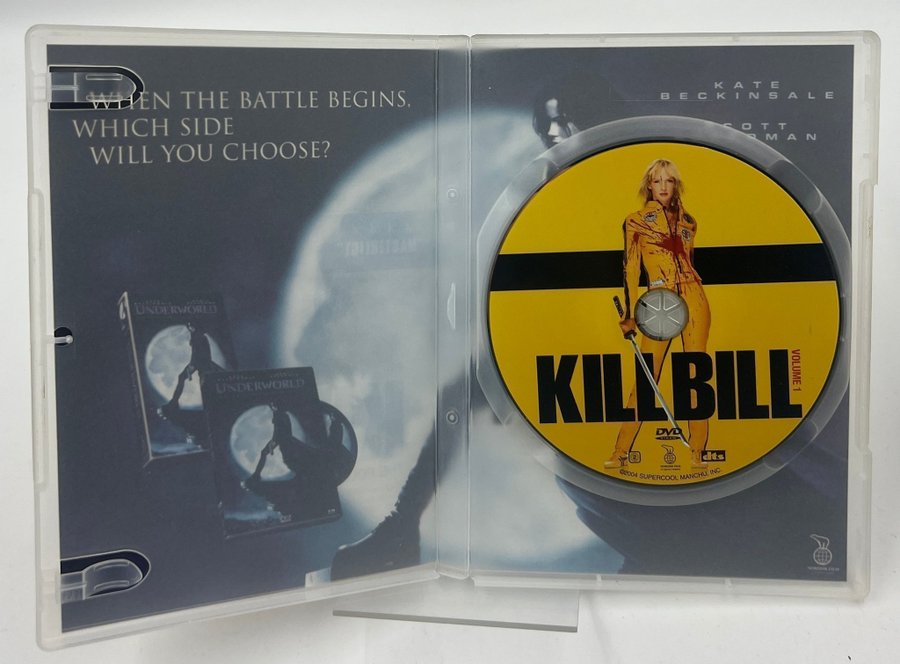 WHEN THE BATTLE BEGINS,
WHICH SIDE
WILL YOU CHOOSE?
UNDERWORLD
UNDERWORLD
KATE
BECKINSALE
KILL BILL
VOLUME 1
DVD
dts
©2004 SUPERCOOL MANCHU, INC.